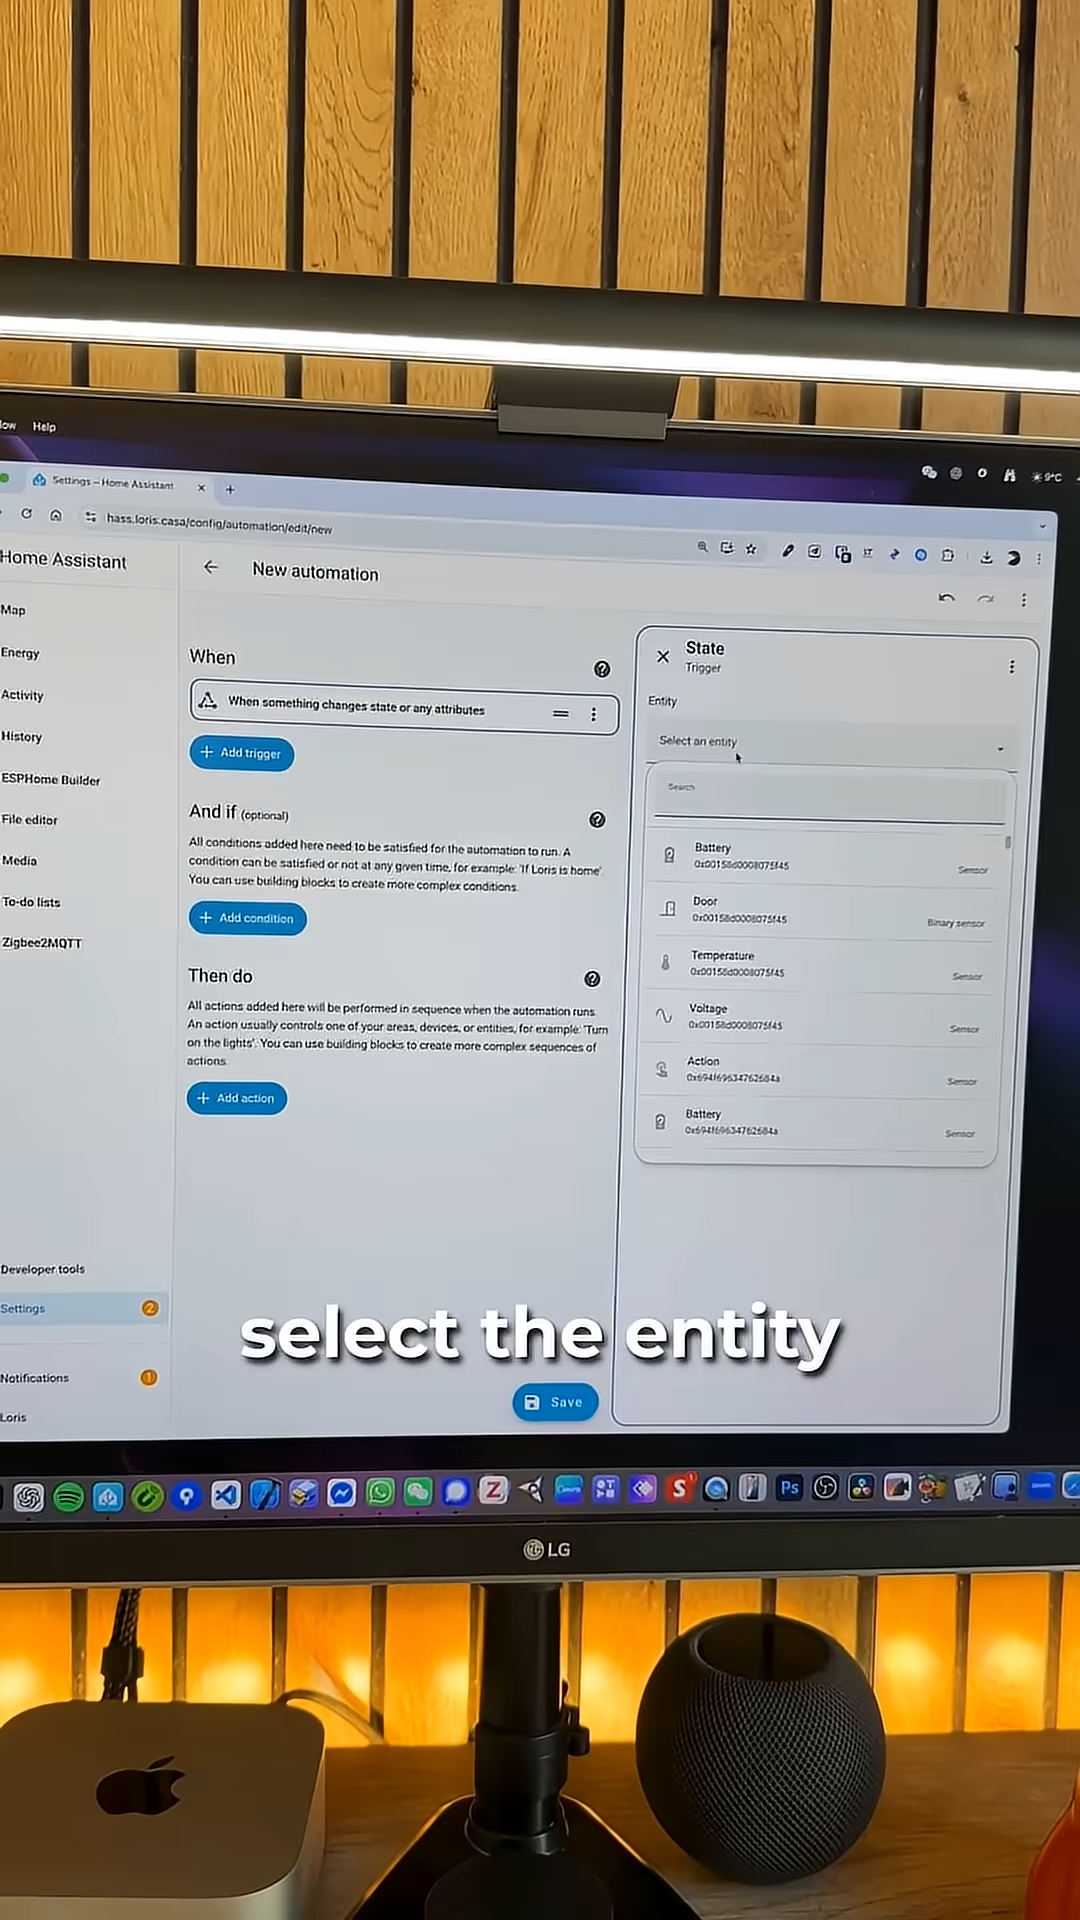 Help
9°C
Settings – Home Assistant
hass.loris.casa/config/automation/edit/new
Home Assistant
Map
Energy
Activity
History
ESPHome Builder
File editor
Media
To-do lists
Zigbee2MQTT
Developer tools
Settings
2
Notifications
1
Loris
New automation
When
When something changes state or any attributes
+ Add trigger
And if (optional)
All conditions added here need to be satisfied for the automation to run. A
condition can be satisfied or not at any given time, for example: 'If Loris is home'.
You can use building blocks to create more complex conditions.
+ Add condition
Then do
All actions added here will be performed in sequence when the automation runs.
An action usually controls one of your areas, devices, or entities, for example: 'Turn
on the lights'. You can use building blocks to create more complex sequences of
actions.
+ Add action
State
Trigger
Entity
Select an entity
Search
Battery
0x00158d0008075f45
Sensor
Door
0x00158d0008075f45
Binary sensor
Temperature
0x00158d0008075f45
Sensor
Voltage
0x00158d0008075f45
Sensor
Action
0x694f69634762684a
Sensor
Battery
0x694f69634762684a
Sensor
select the entity
Save
Z
S
Ps
LG